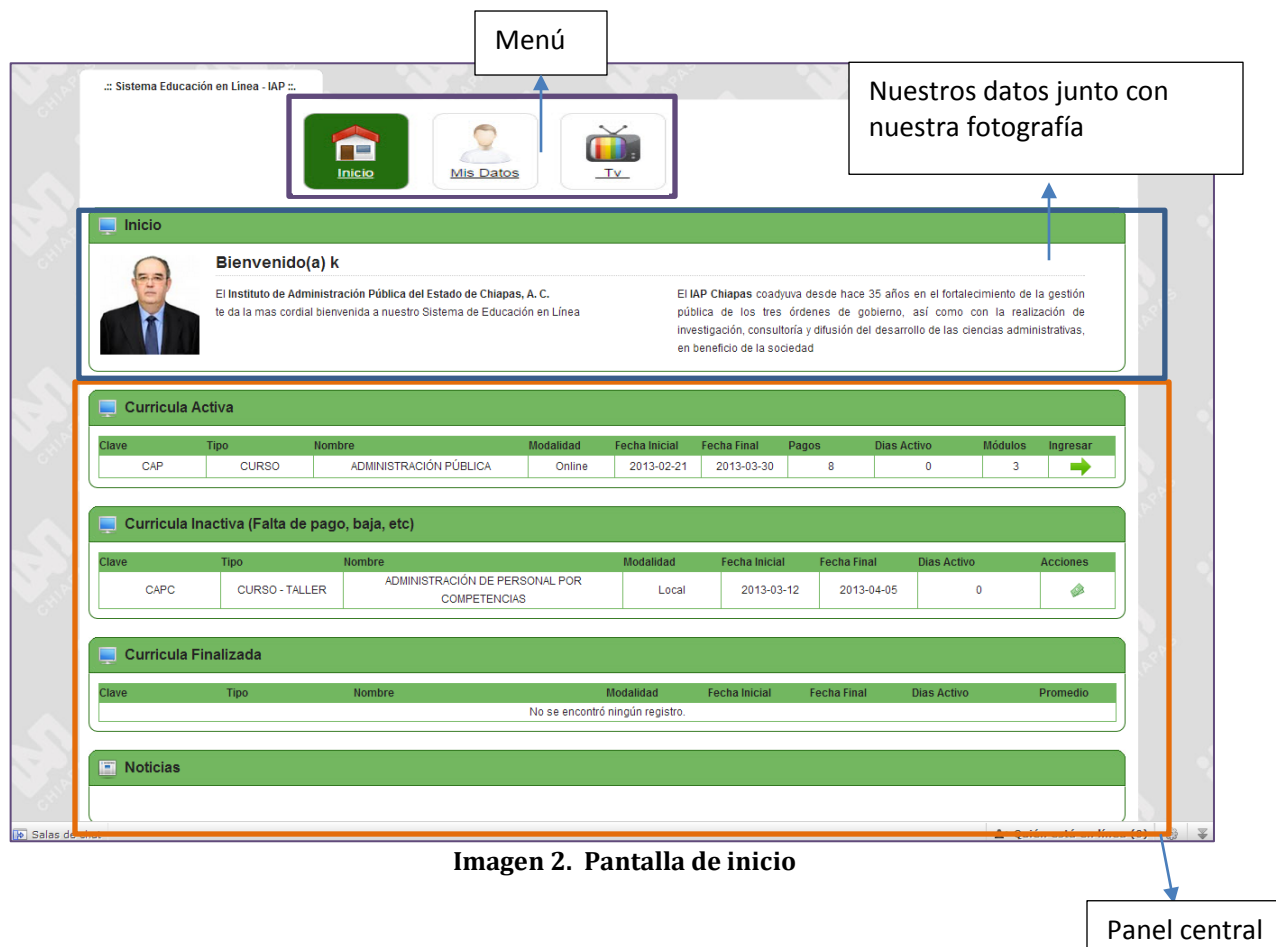 Menú
Nuestros datos junto con
nuestra fotografía
.:: Sistema Educación en Línea - IAP ::.
Inicio
Mis Datos
Tv
Inicio
Bienvenido(a) k
El Instituto de Administración Pública del Estado de Chiapas, A. C.
te da la mas cordial bienvenida a nuestro Sistema de Educación en Línea
El IAP Chiapas coadyuva desde hace 35 años en el fortalecimiento de la gestión
pública de los tres órdenes de gobierno, así como con la realización de
investigación, consultoría y difusión del desarrollo de las ciencias administrativas,
en beneficio de la sociedad
Curricula Activa
Clave Tipo Nombre Modalidad Fecha Inicial Fecha Final Pagos Dias Activo Módulos Ingresar
CAP CURSO ADMINISTRACIÓN PÚBLICA Online 2013-02-21 2013-03-30 8 0 3
Curricula Inactiva (Falta de pago, baja, etc)
Clave Tipo Nombre Modalidad Fecha Inicial Fecha Final Dias Activo Acciones
CAPC CURSO - TALLER ADMINISTRACIÓN DE PERSONAL POR
COMPETENCIAS Local 2013-03-12 2013-04-05 0
Curricula Finalizada
Clave Tipo Nombre Modalidad Fecha Inicial Fecha Final Dias Activo Promedio
No se encontró ningún registro.
Noticias
Salas de chat
Quién está en línea (0)
Imagen 2. Pantalla de inicio
Panel central